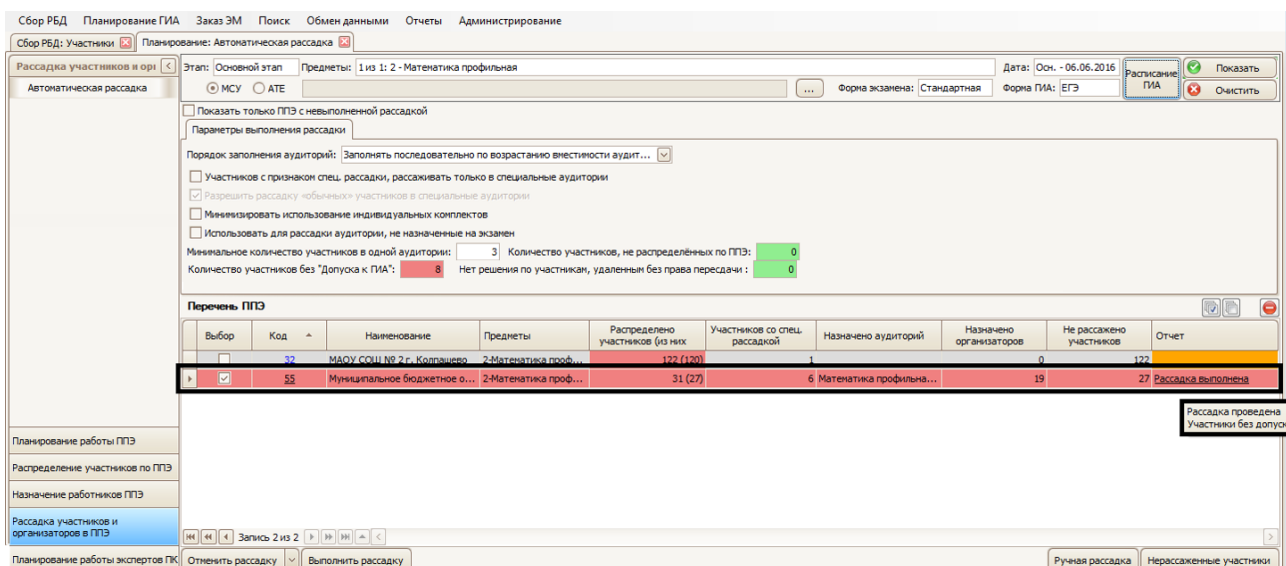 Сбор РБД Планирование ГИА Заказ ЭМ Поиск Обмен данными Отчеты Администрирование
Сбор РБД: Участники Планирование: Автоматическая рассадка
Рассадка участников и орг
Автоматическая рассадка
Этап: Основной этап Предметы: 1 из 1: 2 - Математика профильная Дата: Осн. - 06.06.2016 Расписание ГИА Показать
МСУ АТЕ ... Форма экзамена: Стандартная Форма ГИА: ЕГЭ Очистить
Показать только ППЭ с невыполненной рассадкой
Параметры выполнения рассадки
Порядок заполнения аудиторий: Заполнять последовательно по возрастанию вместимости аудит...
Участников с признаком спец. рассадки, рассаживать только в специальные аудитории
Разрешить рассадку «обычных» участников в специальные аудитории
Минимизировать использование индивидуальных комплектов
Использовать для рассадки аудитории, не назначенные на экзамен
Минимальное количество участников в одной аудитории: 3 Количество участников, не распределённых по ППЭ: 0
Количество участников без "Допуска к ГИА": 8 Нет решения по участникам, удаленным без права пересдачи : 0
Перечень ППЭ
Выбор Код Наименование Предметы Распределено участников (из них Участников со спец. рассадкой Назначено аудиторий Назначено организаторов Не рассажено участников Отчет
32 МАОУ СОШ № 2 г. Колпашево 2-Математика проф... 122 (120) 1 0 122
55 Муниципальное бюджетное о... 2-Математика проф... 31 (27) 6 Математика профильна... 19 27 Рассадка выполнена
Рассадка проведена
Участники без допуск
Планирование работы ППЭ
Распределение участников по ППЭ
Назначение работников ППЭ
Рассадка участников и
организаторов в ППЭ
Планирование работы экспертов ПК
Запись 2 из 2
Отменить рассадку Выполнить рассадку Ручная рассадка Нерассаженные участники